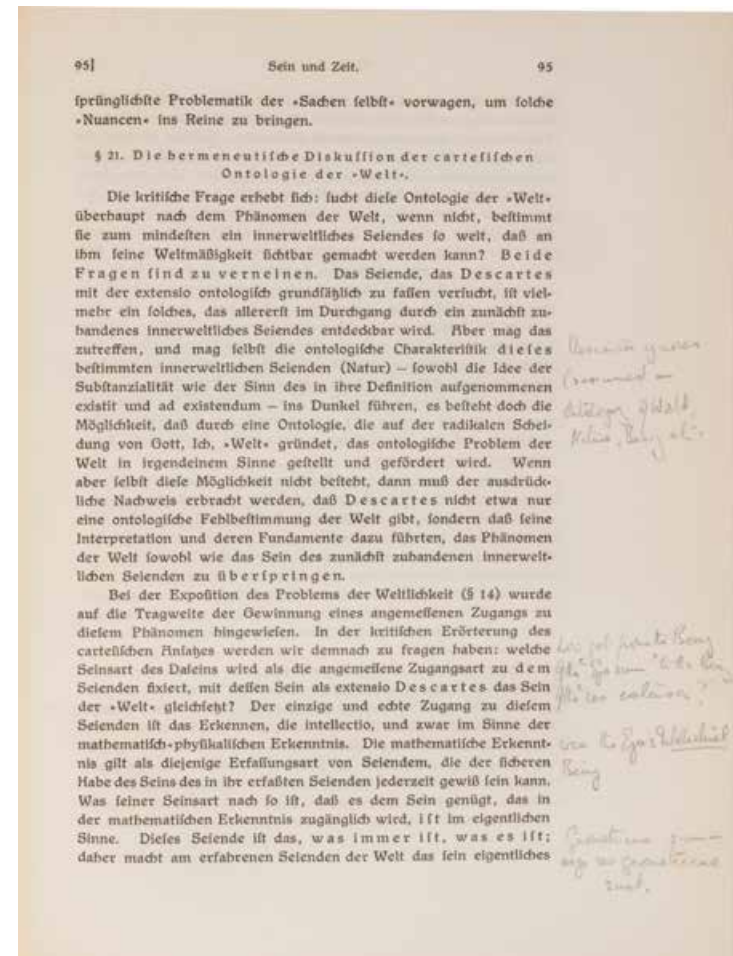 95]
Sein und Zeit.
95
ſprünglichſte Problematik der »Sachen ſelbſt« vorwagen, um ſolche
»Nuancen« ins Reine zu bringen.
§ 21. Die hermeneutiſche Diskuſſion der carteſiſchen
Ontologie der »Welt«.
Die kritiſche Frage erhebt ſich: ſucht dieſe Ontologie der »Welt«
überhaupt nach dem Phänomen der Welt, wenn nicht, beſtimmt
ſie zum mindeſten ein innerweltliches Seiendes ſo weit, daß an
ihm ſeine Weltmäßigkeit ſichtbar gemacht werden kann? Beide
Fragen ſind zu verneinen. Das Seiende, das Descartes
mit der extensio ontologiſch grundſätzlich zu faſſen verſucht, iſt viel-
mehr ein ſolches, das allererſt im Durchgang durch ein zunächſt zu-
handenes innerweltliches Seiendes entdeckbar wird. Aber mag das
zutreffen, und mag ſelbſt die ontologiſche Charakteriſtik dieſes
beſtimmten innerweltlichen Seienden (Natur) – ſowohl die Idee der
Subſtanzialität wie der Sinn des in ihre Definition aufgenommenen
existit und ad existendum – ins Dunkel führen, es beſteht doch die
Möglichkeit, daß durch eine Ontologie, die auf der radikalen Schei-
dung von Gott, Ich, »Welt« gründet, das ontologiſche Problem der
Welt in irgendeinem Sinne geſtellt und gefördert wird. Wenn
aber ſelbſt dieſe Möglichkeit nicht beſteht, dann muß der ausdrück-
liche Nachweis erbracht werden, daß Descartes nicht etwa nur
eine ontologiſche Fehlbeſtimmung der Welt gibt, ſondern daß ſeine
Interpretation und deren Fundamente dazu führten, das Phänomen
der Welt ſowohl wie das Sein des zunächſt zuhandenen innerwelt-
lichen Seienden zu überſpringen.
Bei der Expoſition des Problems der Weltlichkeit (§ 14) wurde
auf die Tragweite der Gewinnung eines angemeſſenen Zugangs zu
dieſem Phänomen hingewieſen. In der kritiſchen Erörterung des
carteſiſchen Anſatzes werden wir demnach zu fragen haben: welche
Seinsart des Daſeins wird als die angemeſſene Zugangsart zu dem
Seienden fixiert, mit deſſen Sein als extensio Descartes das Sein
der »Welt« gleichſetzt? Der einzige und echte Zugang zu dieſem
Seienden iſt das Erkennen, die intellectio, und zwar im Sinne der
mathematiſch-phyſikaliſchen Erkenntnis. Die mathematiſche Erkennt-
nis gilt als diejenige Erfaſſungsart von Seiendem, die der ſicheren
Habe des Seins des in ihr erfaßten Seienden jederzeit gewiß ſein kann.
Was ſeiner Seinsart nach ſo iſt, daß es dem Sein genügt, das in
der mathematiſchen Erkenntnis zugänglich wird, iſt im eigentlichen
Sinne. Dieſes Seiende iſt das, was immer iſt, was es iſt;
daher macht am erfahrenen Seienden der Welt das ſein eigentliches
Being